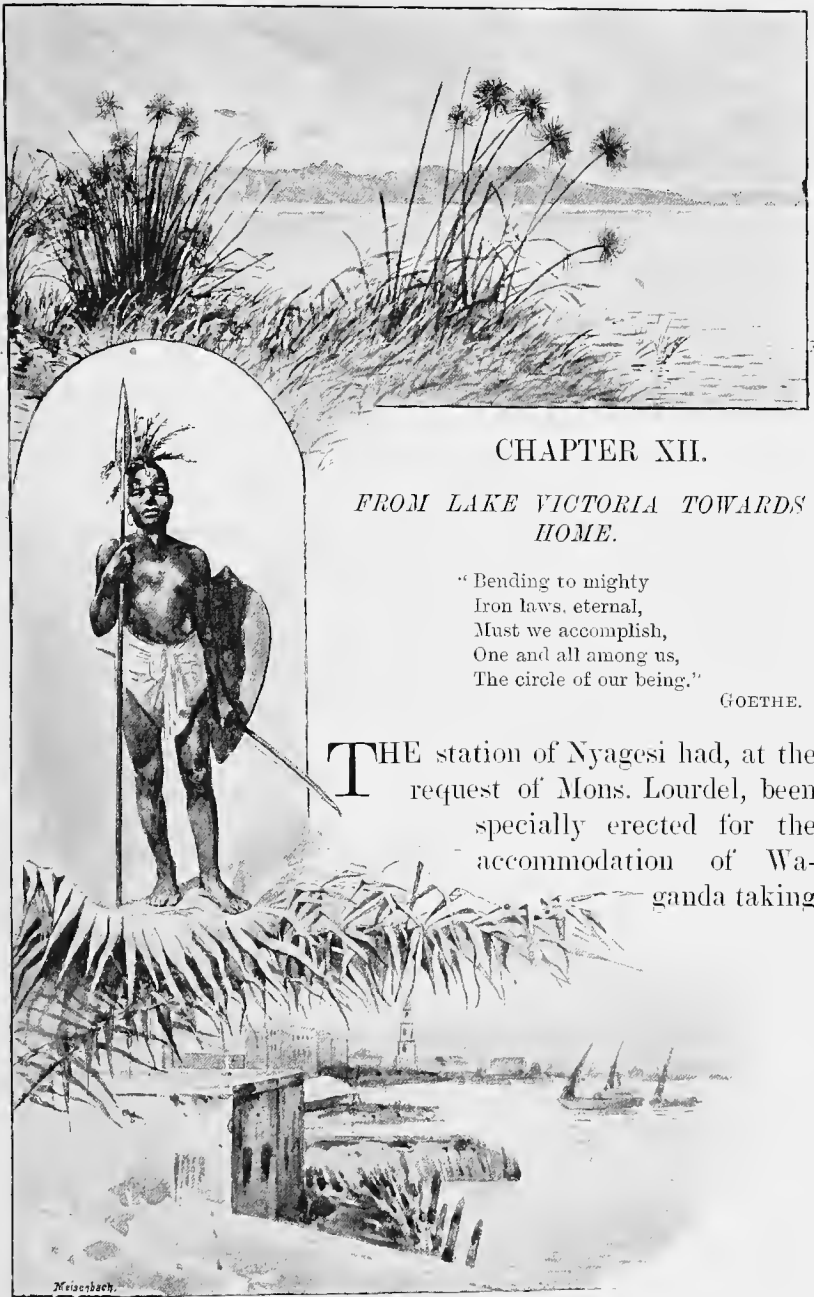 CHAPTER XII.
FROM LAKE VICTORIA TOWARDS
HOME.
" Bending to mighty
Iron laws, eternal,
Must we accomplish,
One and all among us,
The circle of our being."
GOETHE.
THE station of Nyagesi had, at the
request of Mons. Lourdel, been
specially erected for the
accommodation of Wa-
ganda taking
Meisenbach.